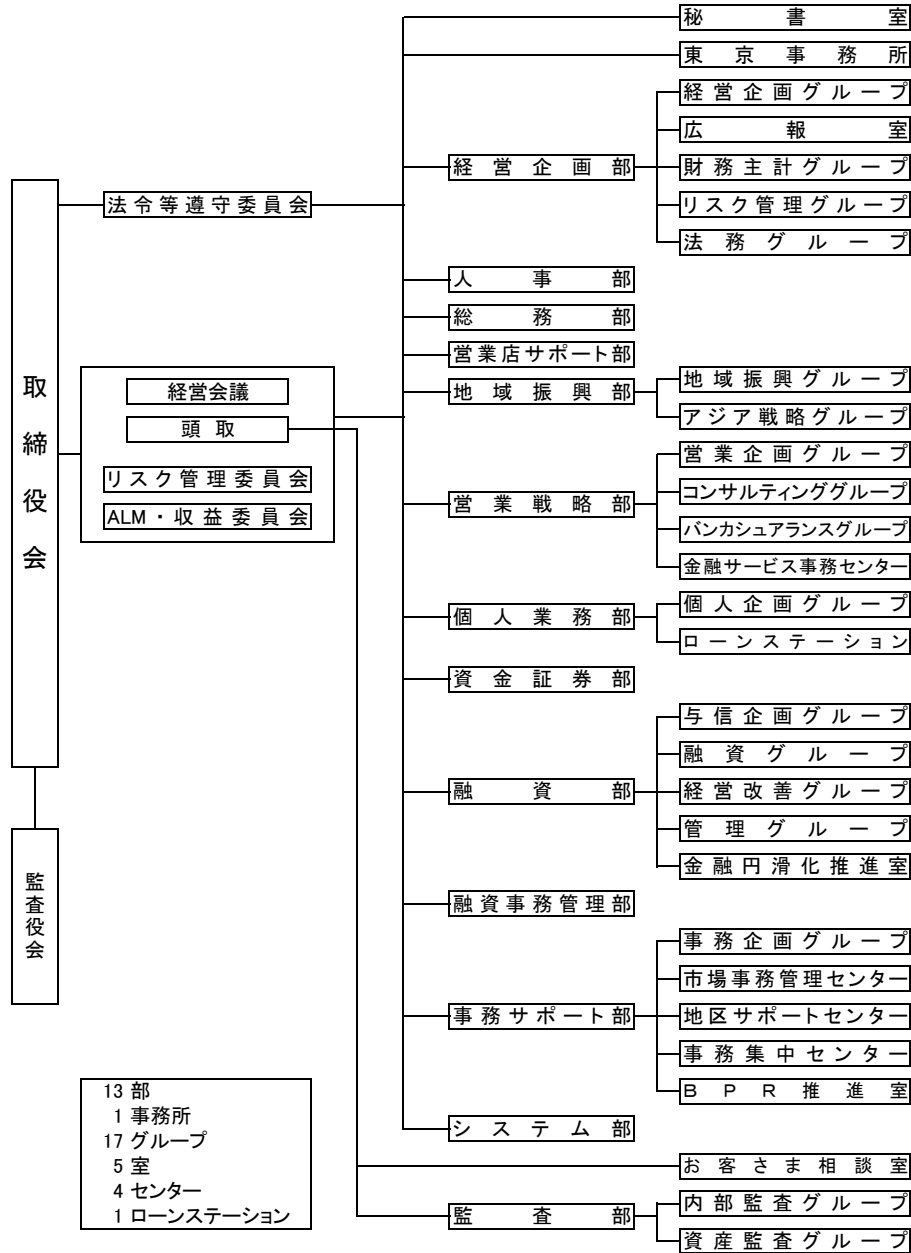 秘書室
東京事務所
経営企画グループ
広報室
経営企画部
財務主計グループ
リスク管理グループ
法務グループ
法令等遵守委員会
取締役会
人事部
総務部
営業店サポート部
地域振興部
地域振興グループ
アジア戦略グループ
経営会議
頭取
リスク管理委員会
ALM・収益委員会
営業戦略部
営業企画グループ
コンサルティンググループ
バンカシュアランスグループ
金融サービス事務センター
個人業務部
個人企画グループ
ローンステーション
資金証券部
融資部
与信企画グループ
融資グループ
経営改善グループ
管理グループ
金融円滑化推進室
監査役会
融資事務管理部
事務サポート部
事務企画グループ
市場事務管理センター
地区サポートセンター
事務集中センター
BPR推進室
システム部
お客さま相談室
監査部
内部監査グループ
資産監査グループ
13 部
1 事務所
17 グループ
5 室
4 センター
1 ローンステーション